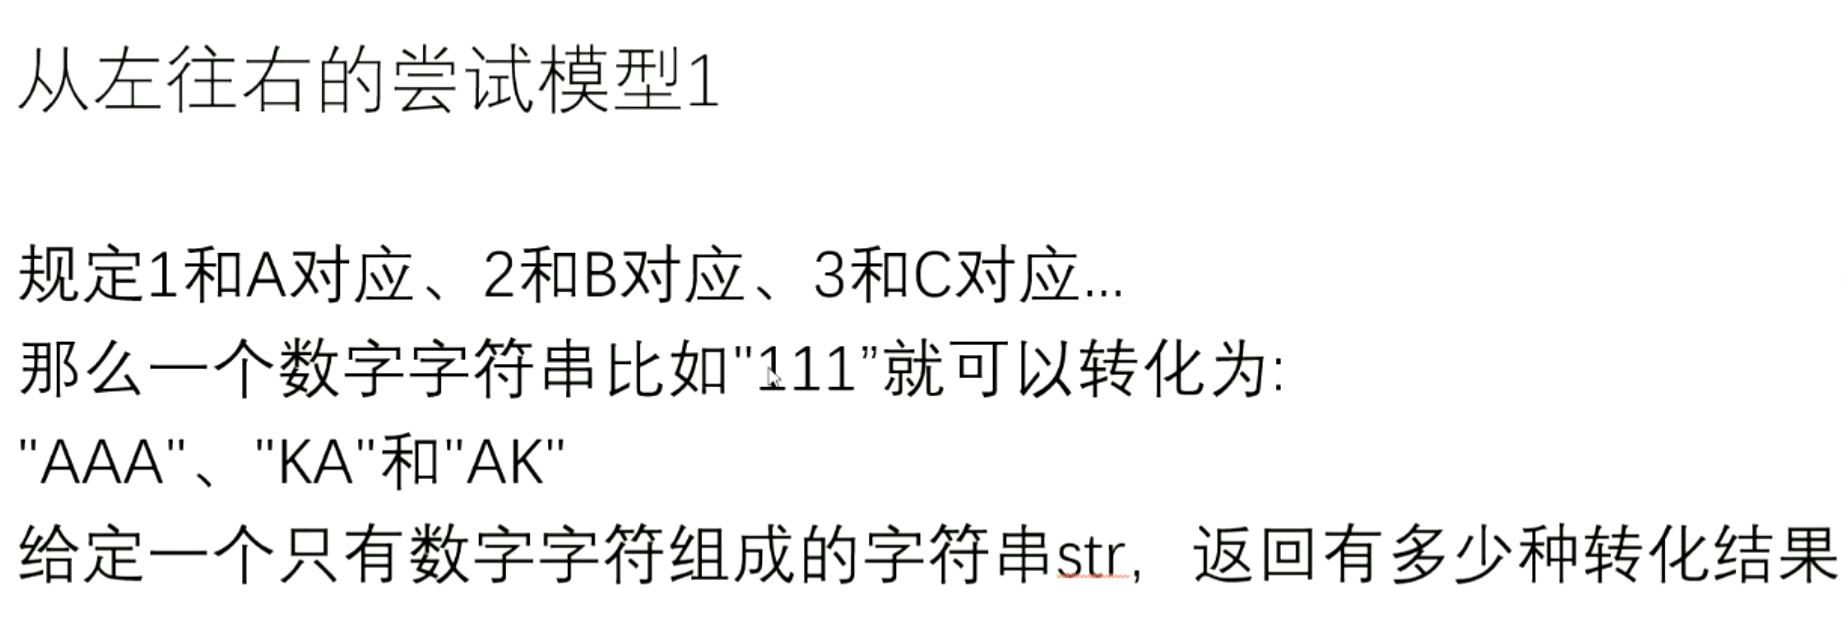 从左往右的尝试模型1
规定1和A对应、2和B对应、3和C对应...
那么一个数字字符串比如"111”就可以转化为:
"AAA"、"KA"和"AK"
给定一个只有数字字符组成的字符串str，返回有多少种转化结果